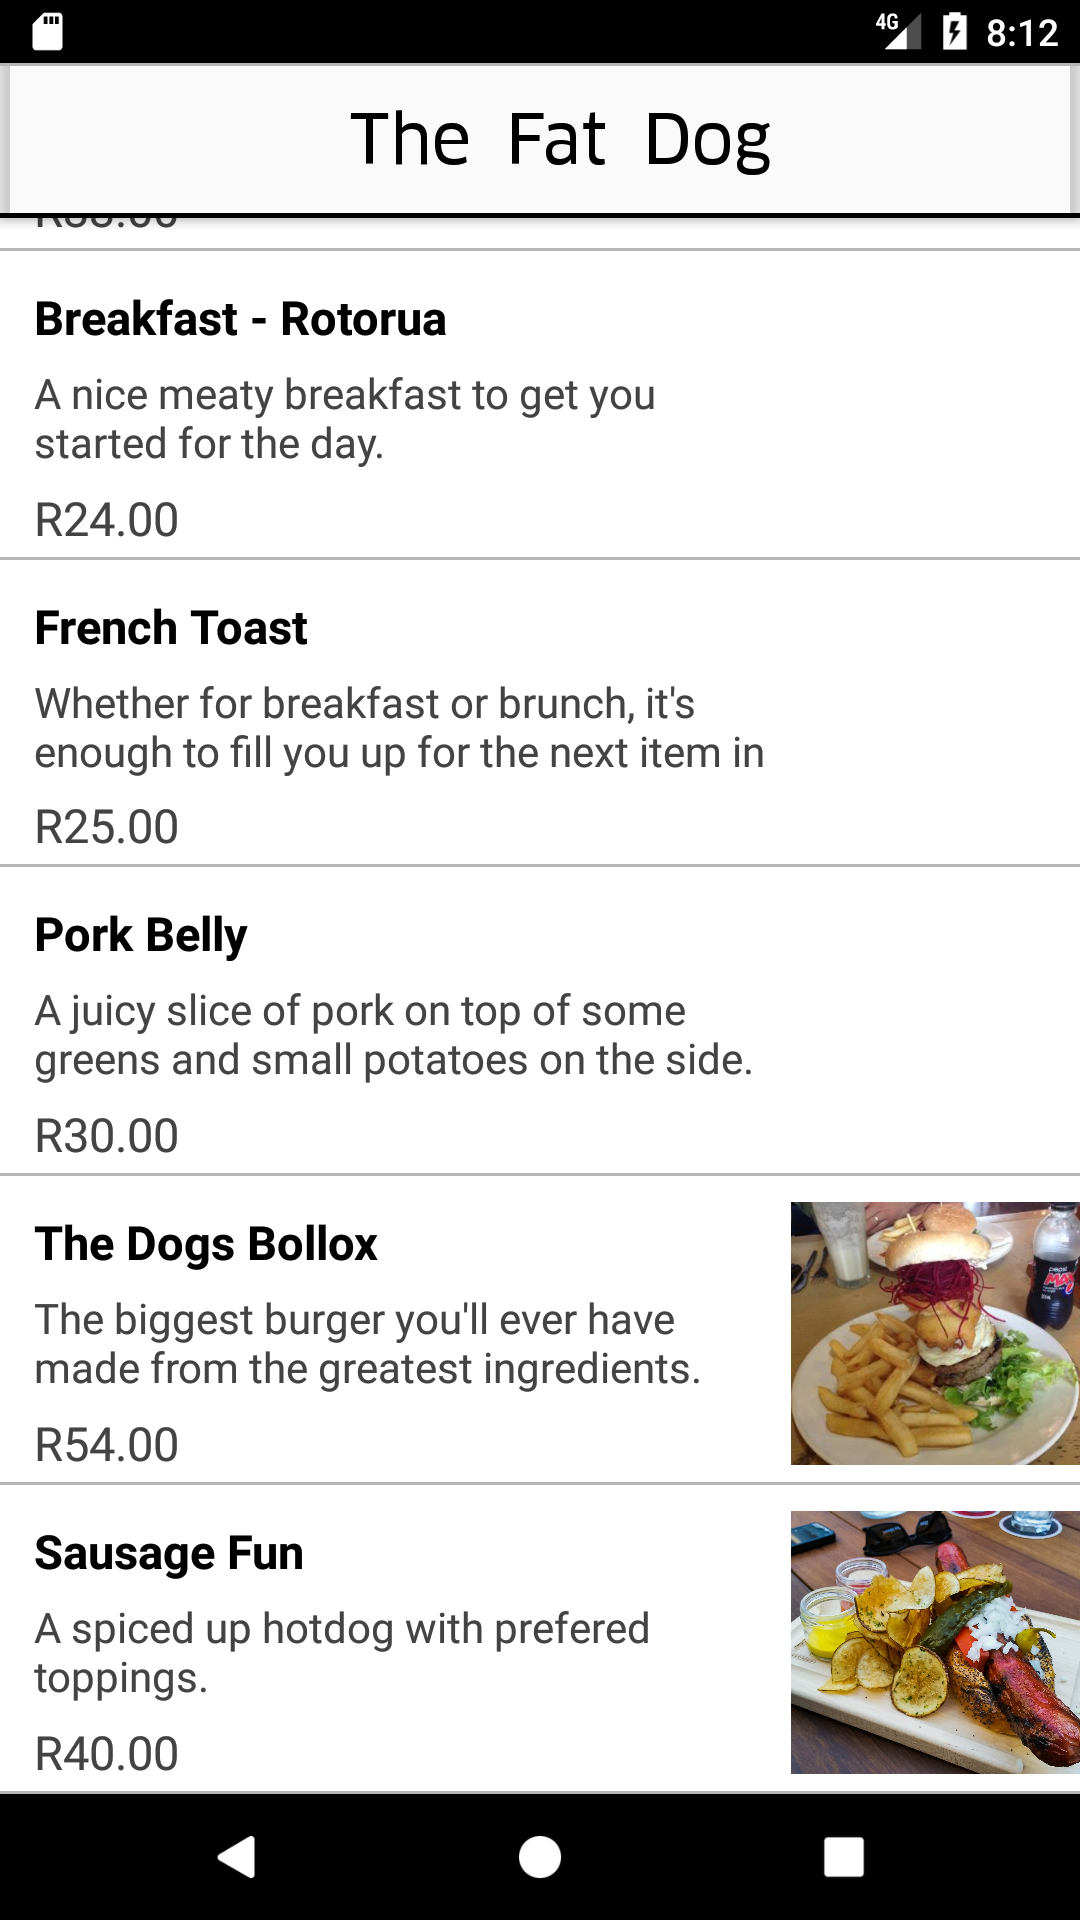 4G 8:12
The Fat Dog
Breakfast - Rotorua
A nice meaty breakfast to get you
started for the day.
R24.00
French Toast
Whether for breakfast or brunch, it's
enough to fill you up for the next item in
R25.00
Pork Belly
A juicy slice of pork on top of some
greens and small potatoes on the side.
R30.00
The Dogs Bollox
The biggest burger you'll ever have
made from the greatest ingredients.
R54.00
pepsi
MAX
Sausage Fun
A spiced up hotdog with prefered
toppings.
R40.00